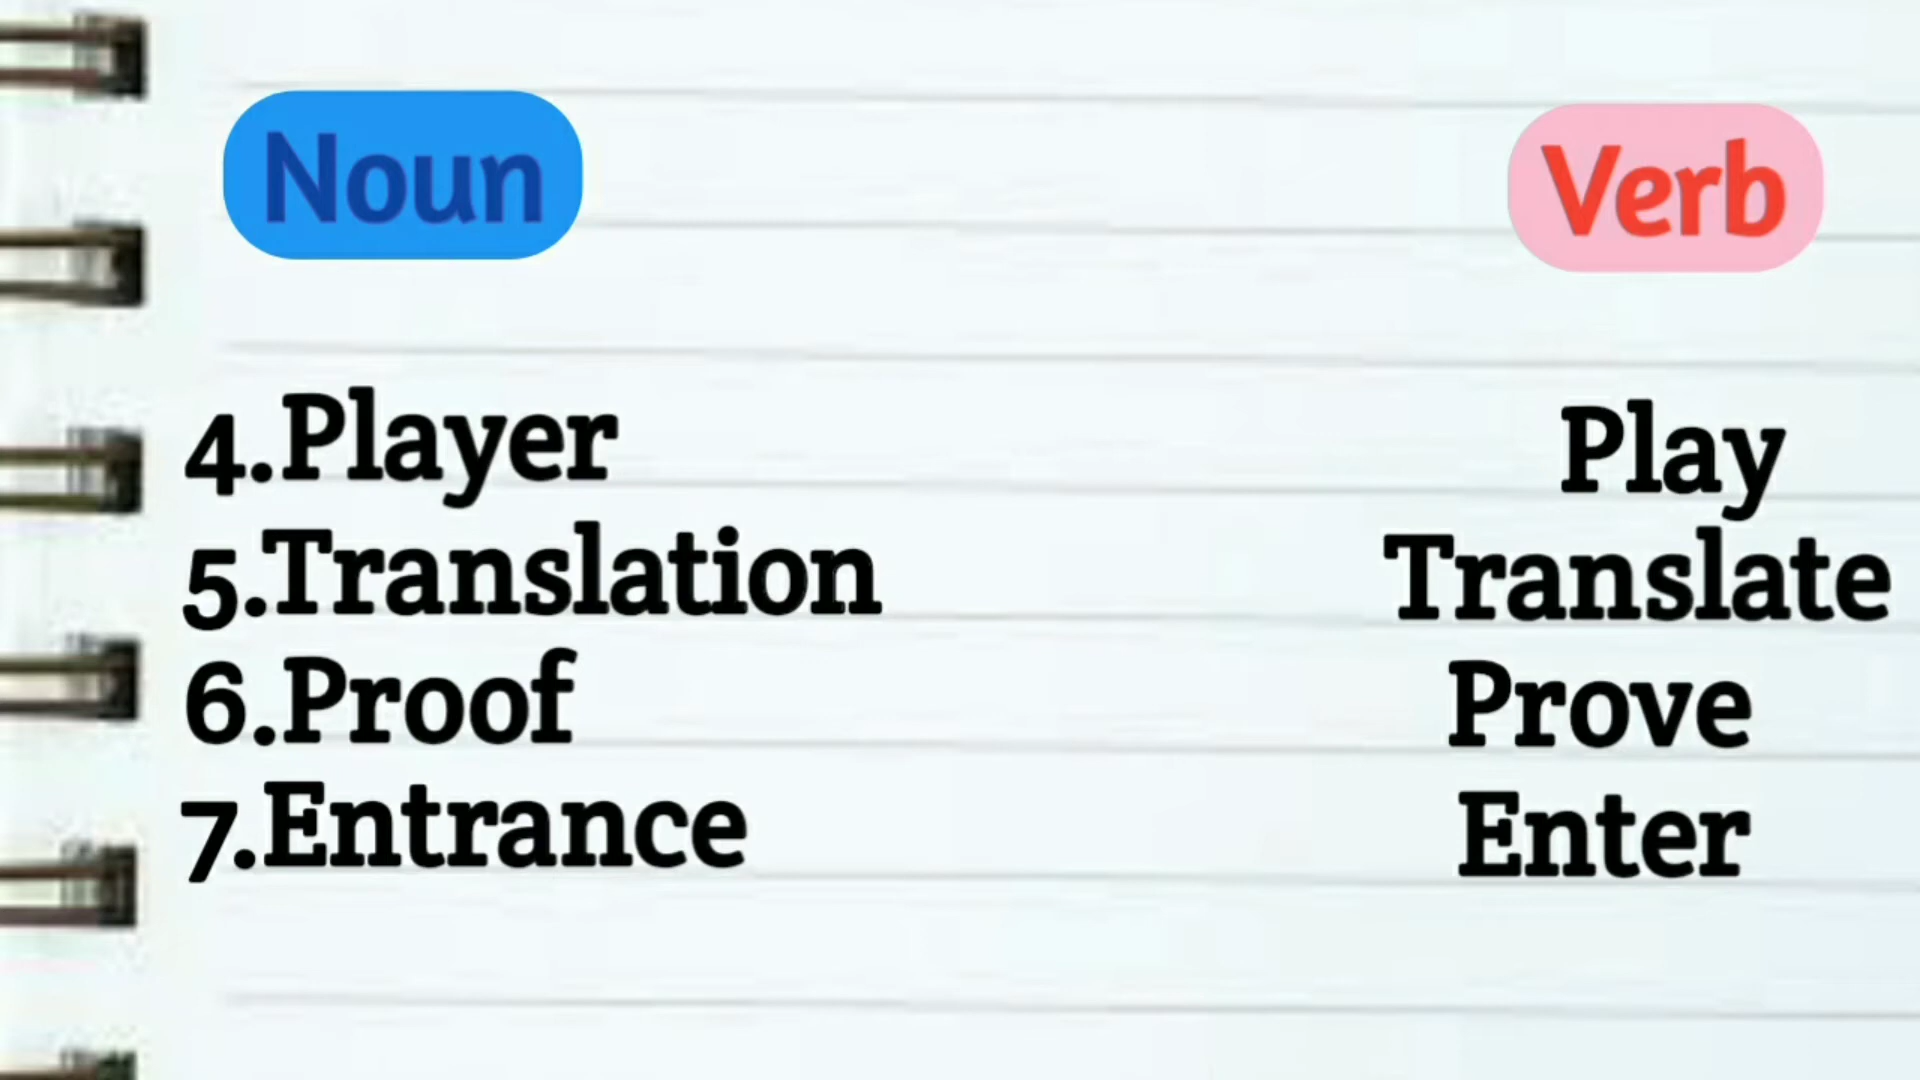 Noun Verb
4.Player Play
5.Translation Translate
6.Proof Prove
7.Entrance Enter